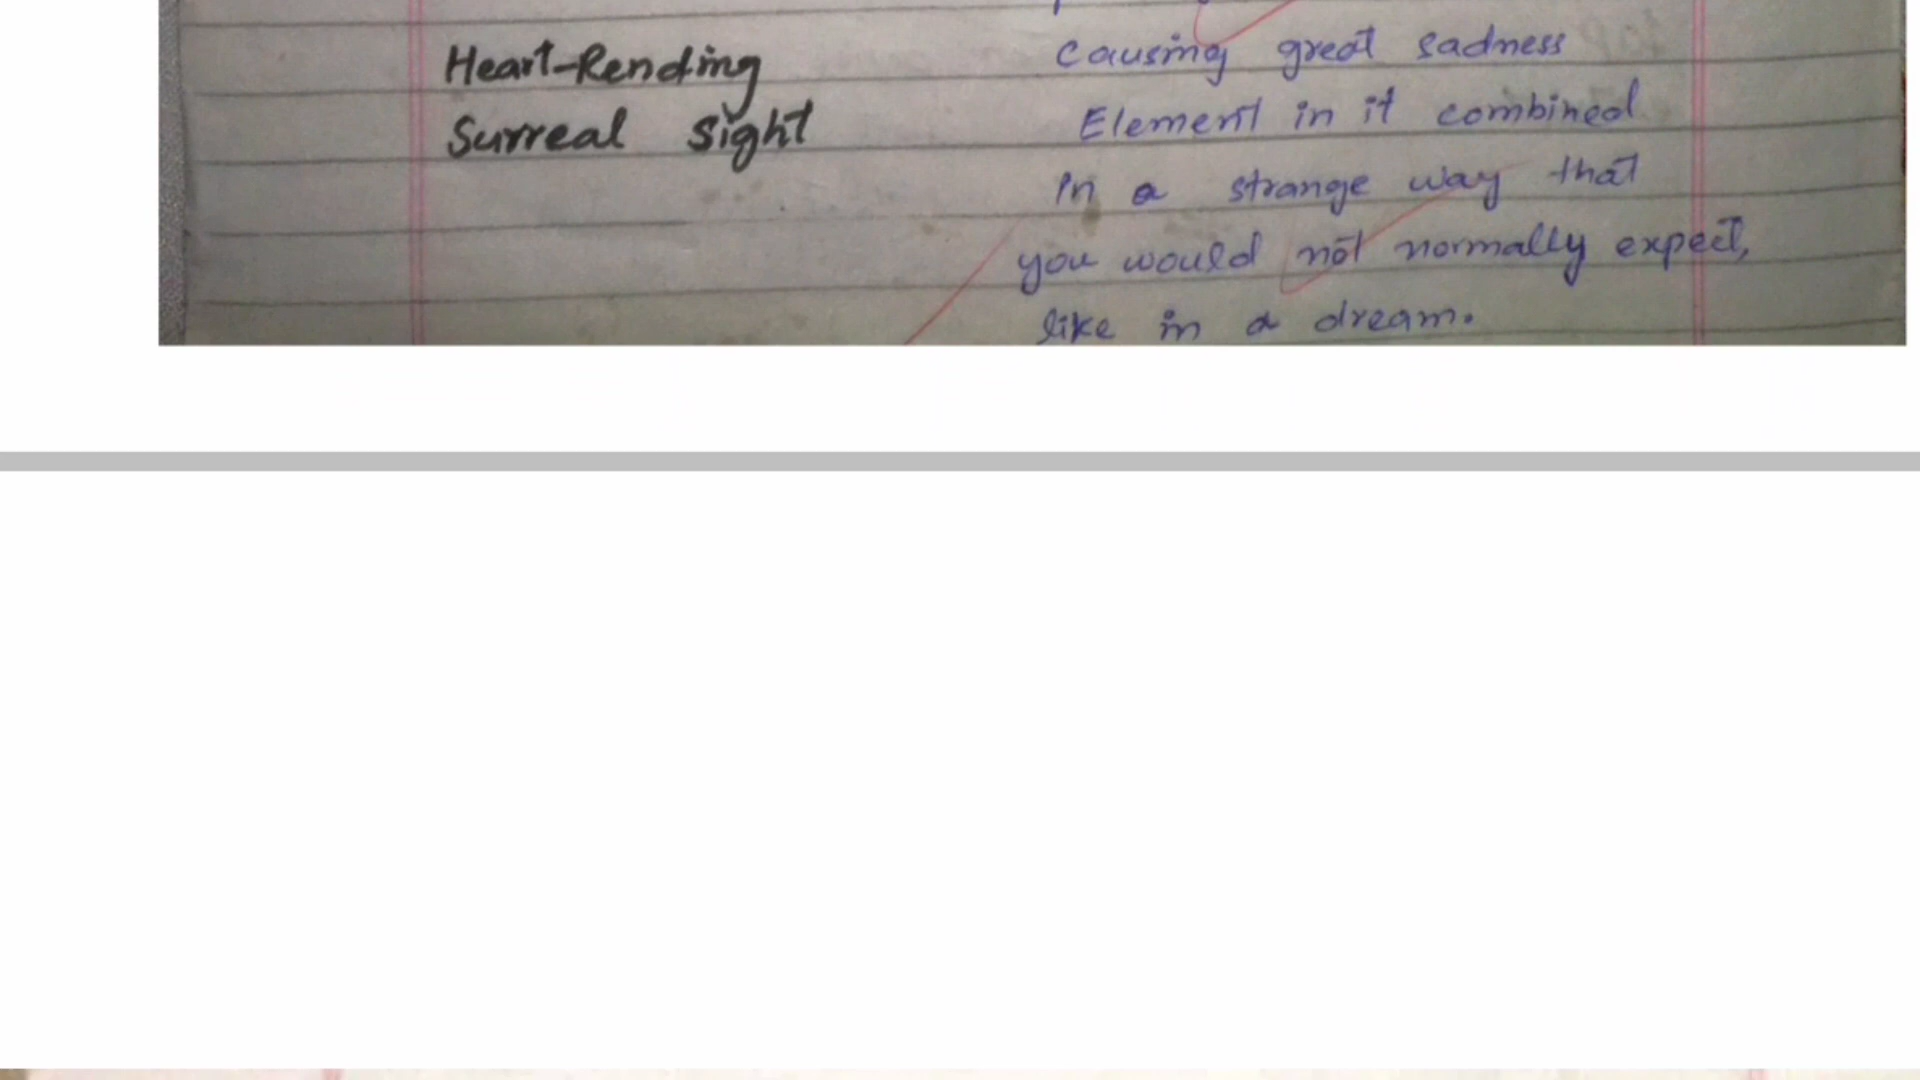 Heart-Rending Causing great sadness
Surreal Sight Element in it combined
In a strange way that
you would not normally expect,
like in a dream.